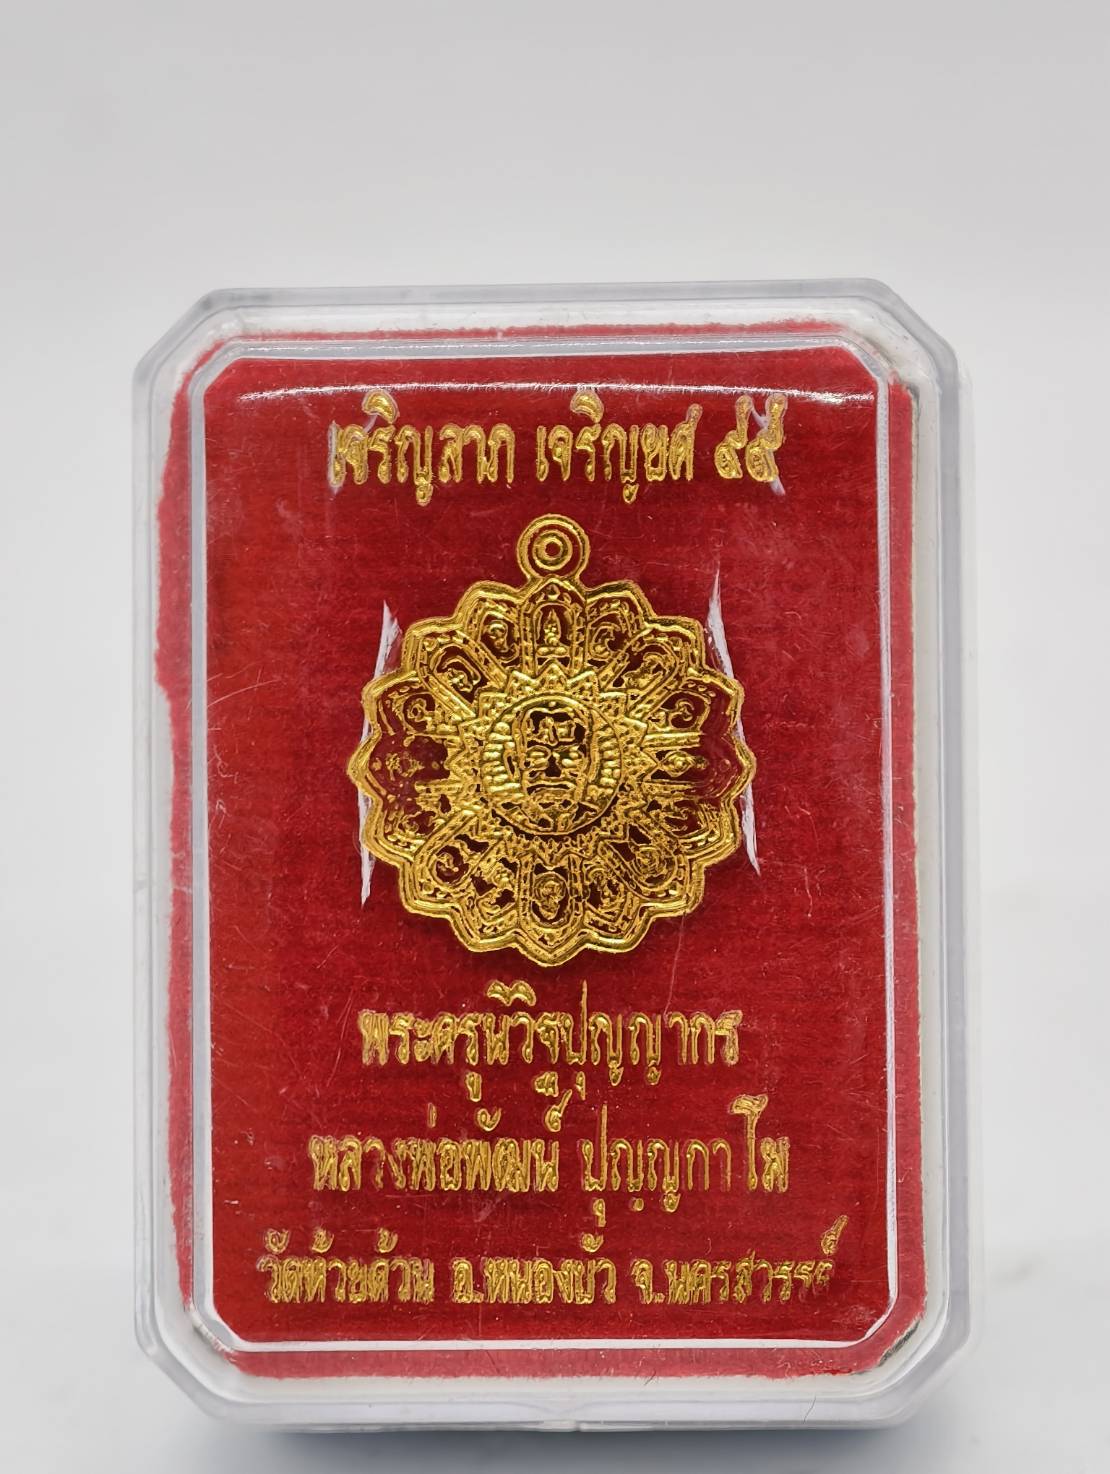 เจริญลาภ เจริญยศ ๙๙
พระครูนิวิฐปุญญากร
หลวงพ่อพัฒน์ ปุญญกาโม
วัดห้วยด้วน อ.หนองบัว จ.นครสวรรค์